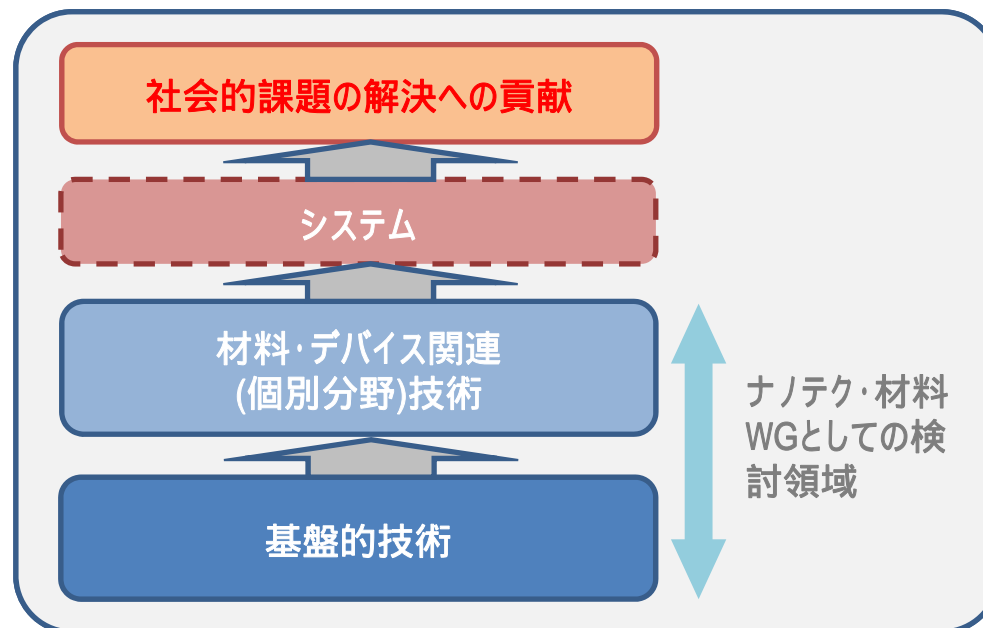 社会的課題の解決への貢献
システム
材料・デバイス関連
(個別分野)技術
ナノテク・材料
WGとしての検
討領域
基盤的技術